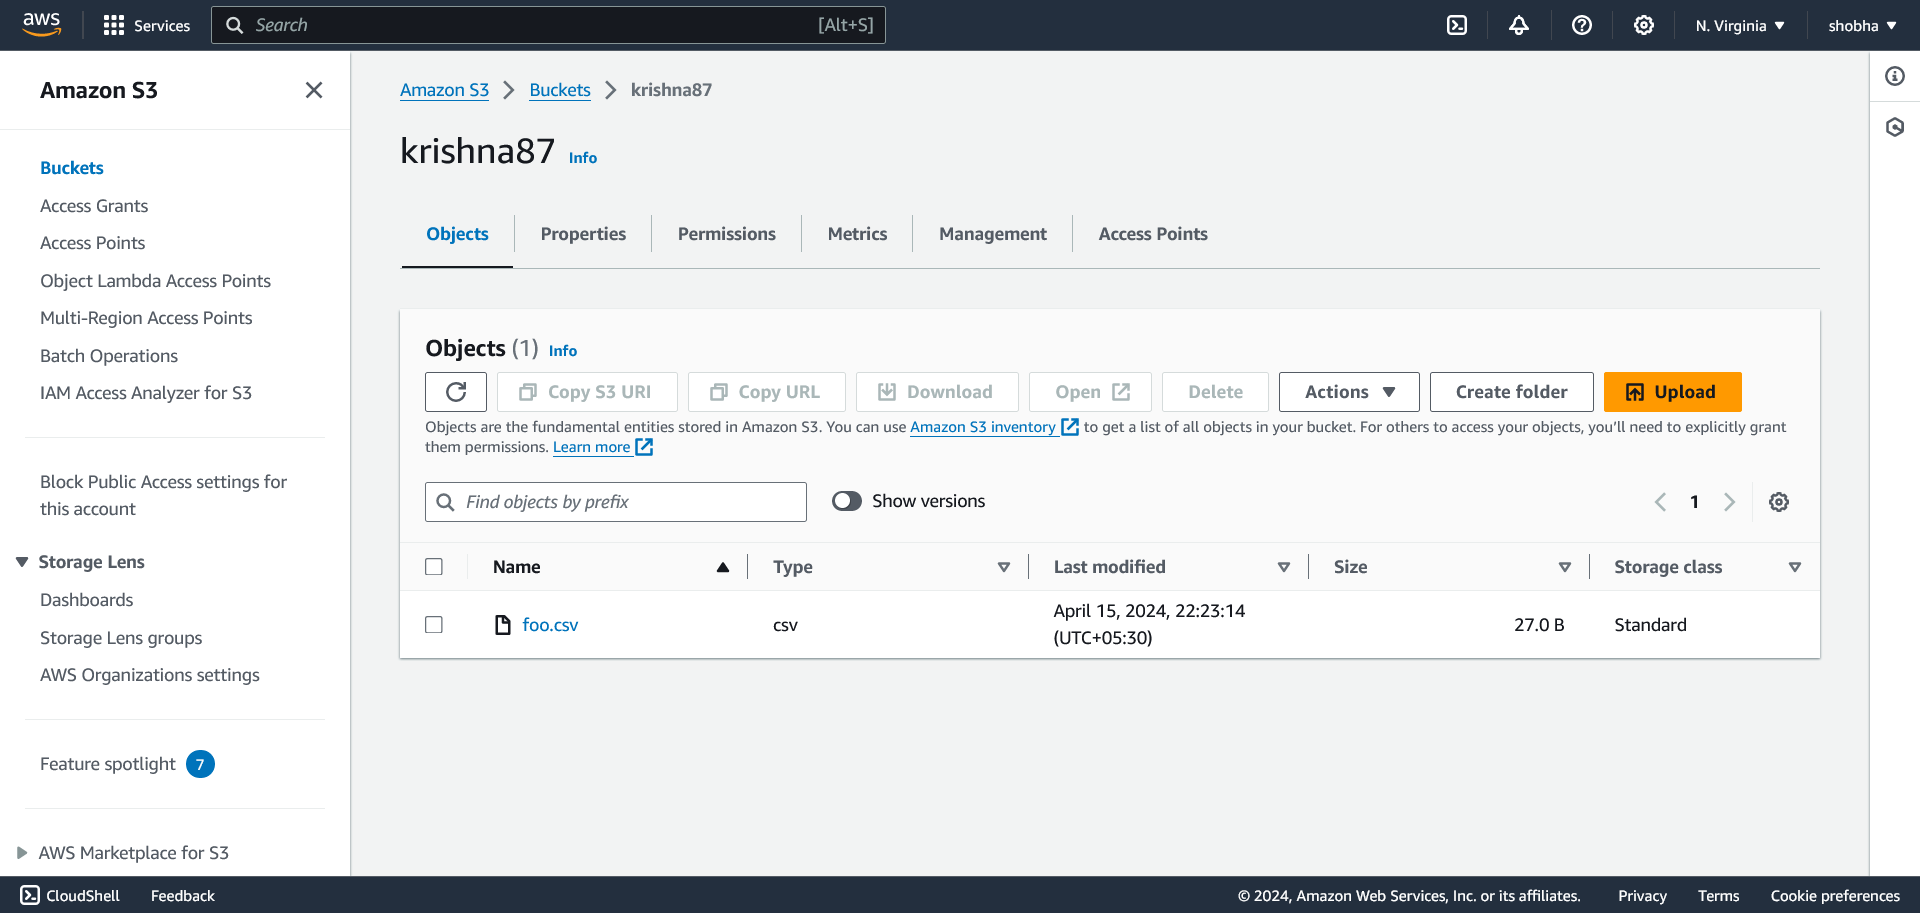 aws
Services
Search
[Alt+S]
N. Virginia
shobha
Amazon S3
Buckets
Access Grants
Access Points
Object Lambda Access Points
Multi-Region Access Points
Batch Operations
IAM Access Analyzer for S3
Block Public Access settings for
this account
Storage Lens
Dashboards
Storage Lens groups
AWS Organizations settings
Feature spotlight 7
AWS Marketplace for S3
Amazon S3 > Buckets > krishna87
krishna87 Info
Objects
Properties
Permissions
Metrics
Management
Access Points
Objects (1) Info
Copy S3 URI
Copy URL
Download
Open
Delete
Actions
Create folder
Upload
Objects are the fundamental entities stored in Amazon S3. You can use Amazon S3 inventory to get a list of all objects in your bucket. For others to access your objects, you’ll need to explicitly grant
them permissions. Learn more
Find objects by prefix
Show versions
1
Name
Type
Last modified
Size
Storage class
foo.csv
csv
April 15, 2024, 22:23:14
(UTC+05:30)
27.0 B
Standard
CloudShell
Feedback
© 2024, Amazon Web Services, Inc. or its affiliates.
Privacy
Terms
Cookie preferences